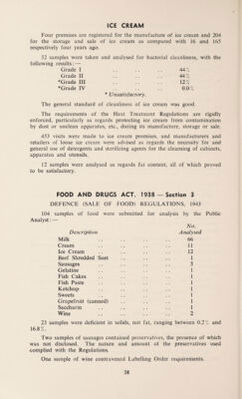 ICE CREAM
Four premises are registered for the manufacture of ice cream and 204
for the storage and sale of ice cream as compared with 16 and 165
respectively four years ago.
32 samples were taken and analysed for bacterial cleanliness, with the
following results:—
Grade I .. .. .. 44%
Grade II .. .. .. 44%
*Grade III .. .. .. 12%
*Grade IV .. .. .. 0.0%
* Unsatisfactory.
The general standard of cleanliness of ice cream was good.
The requirements of the Heat Treatment Regulations are rigidly
enforced, particularly as regards protecting ice cream from contamination
by dust or unclean apparatus, etc., during its manufacture, storage or sale.
453 visits were made to ice cream premises, and manufacturers and
retailers of loose ice cream were advised as regards the necessity for and
general use of detergents and sterilizing agents for the cleansing of cabinets,
apparatus and utensils.
12 samples were analysed as regards fat content, all of which proved
to be satisfactory.
FOOD AND DRUGS ACT, 1938 — Section 3
DEFENCE (SALE OF FOOD) REGULATIONS, 1943
104 samples of food were submitted for analysis by the Public
Analyst:—
No.
Description Analysed
Milk .. .. .. .. 66
Cream .. .. .. .. 11
Ice Cream .. .. .. .. 12
Beef Shredded Suet .. .. .. 1
Sausages .. .. .. .. 3
Gelatine .. .. .. .. 1
Fish Cakes .. .. .. .. 1
Fish Paste .. .. .. .. 1
Ketchup .. .. .. .. 1
Sweets .. .. .. .. 1
Grapefruit (canned) .. .. .. 1
Saccharin .. .. .. .. 1
Wine .. .. .. .. 2
23 samples were deficient in solids, not fat, ranging between 0.2% and
16.8%.
Two samples of sausages contained preservatives, the presence of which
was not disclosed. The nature and amount of the preservatives used
complied with the Regulations.
One sample of wine contravened Labelling Order requirements.
38